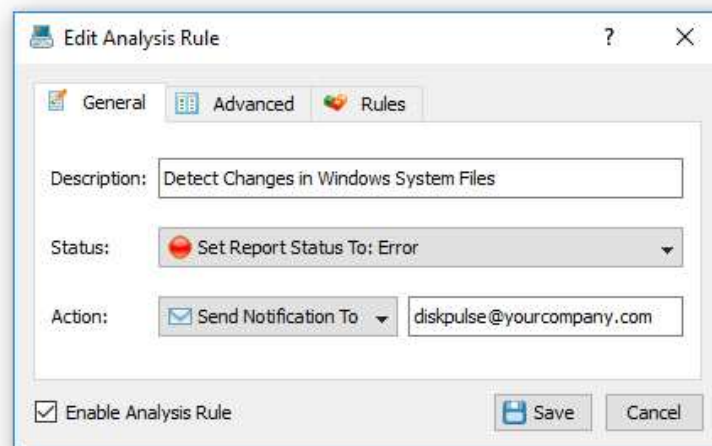 Edit Analysis Rule ?
General Advanced Rules
Description: Detect Changes in Windows System Files
Status: Set Report Status To: Error
Action: Send Notification To diskpulse@yourcompany.com
Enable Analysis Rule Save Cancel